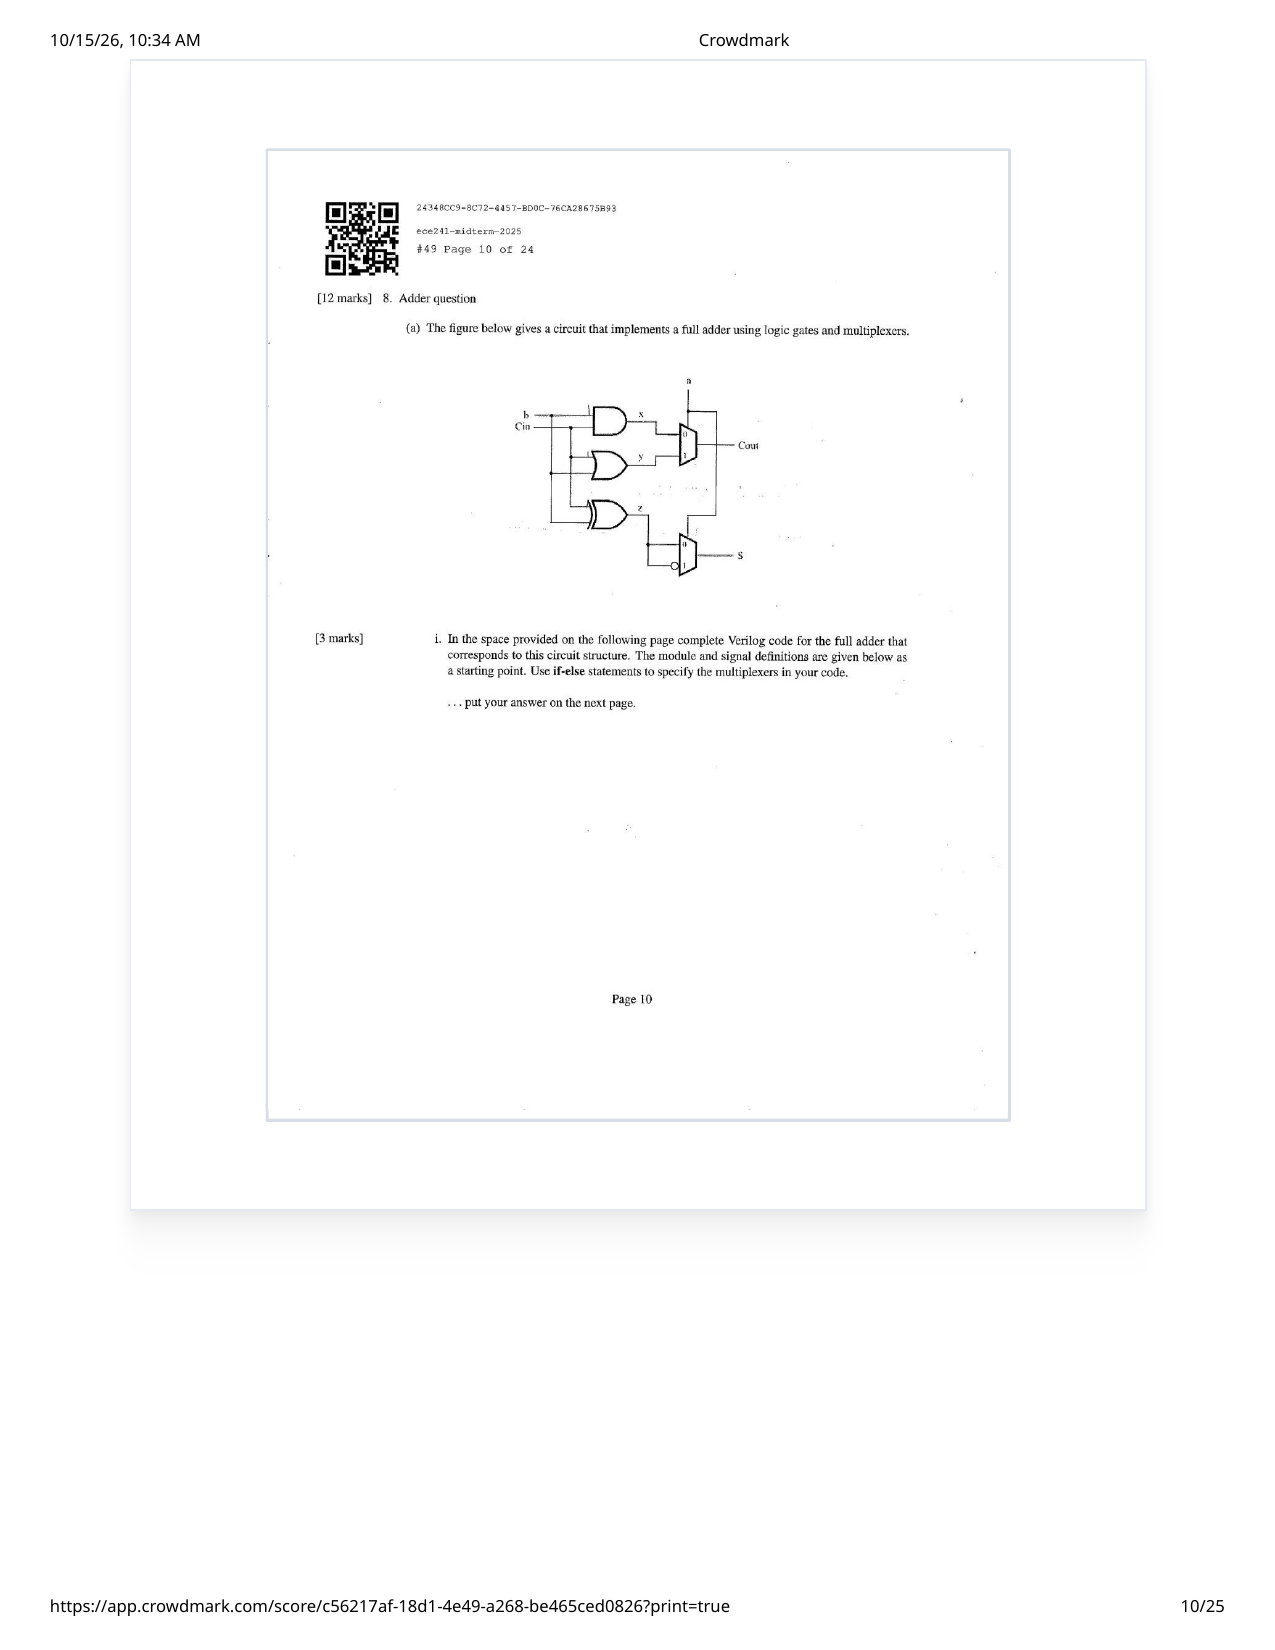 10/15/26, 10:34 AM Crowdmark
24348CC9-8C72-4457-BD0C-76CA28675B93
ece241-midterm-2025
#49 Page 10 of 24
[12 marks] 8. Adder question
(a) The figure below gives a circuit that implements a full adder using logic gates and multiplexers.
a
b
Cin
x
0
1
Cout
y
z
0
1
S
[3 marks] i. In the space provided on the following page complete Verilog code for the full adder that
corresponds to this circuit structure. The module and signal definitions are given below as
a starting point. Use if-else statements to specify the multiplexers in your code.
. . . put your answer on the next page.
Page 10
https://app.crowdmark.com/score/c56217af-18d1-4e49-a268-be465ced0826?print=true 10/25